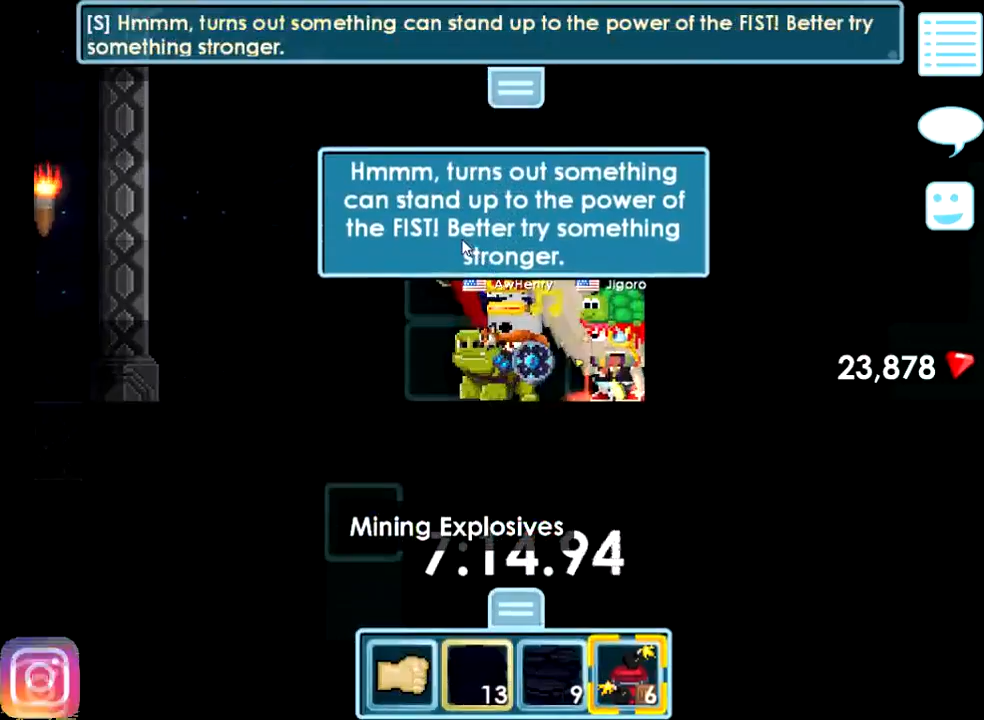 [S] Hmmm, turns out something can stand up to the power of the FIST! Better try
something stronger.
Hmmm, turns out something
can stand up to the power of
the FIST! Better try something
stronger.
AwHenry
Jigoro
23,878
Mining Explosives
7:14.94
13
9
6